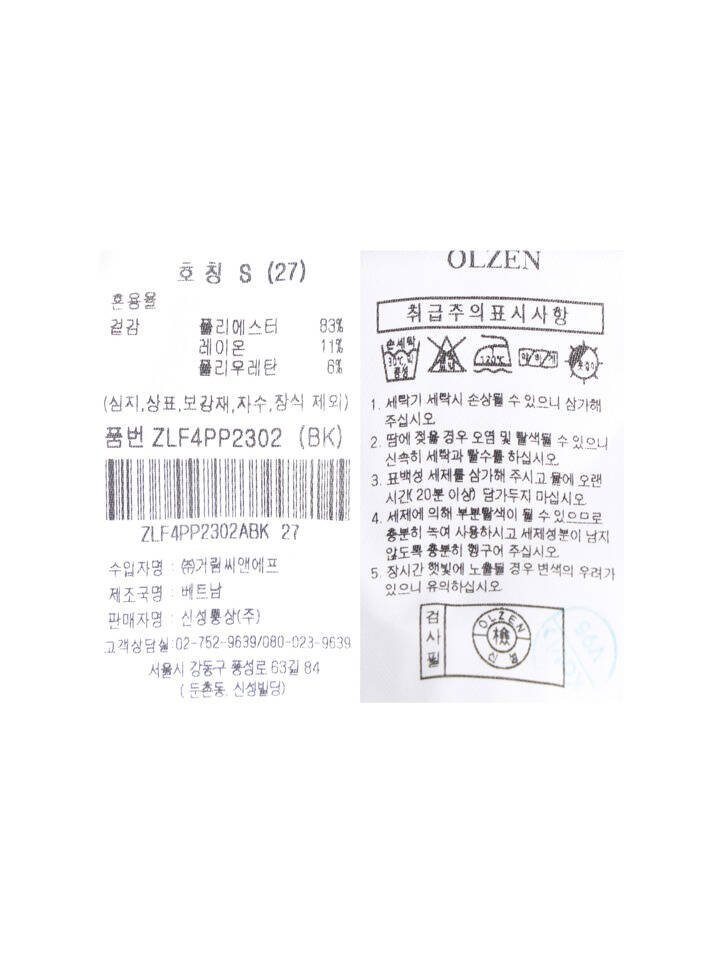 호칭 S (27)
혼용율
겉감 폴리에스터 83%
레이온 11%
폴리우레탄 6%
(심지,상표,보강재,자수,장식 제외)
품번 ZLF4PP2302 (BK)
ZLF4PP2302ABK 27
수입자명 : ㈜거림씨앤에프
제조국명 : 베트남
판매자명 : 신성통상(주)
고객상담실:02-752-9639/080-023-9639
서울시 강동구 풍성로 63길 84
( 둔촌동, 신성빌딩)
OLZEN
취급주의표시사항
손세탁
30℃
중성
120℃
1. 세탁기 세탁시 손상될 수 있으니 삼가해
주십시오.
2. 땀에 젖을 경우 오염 및 탈색될 수 있으니
신속히 세탁과 탈수를 하십시오.
3. 표백성 세제를 삼가해 주시고 물에 오랜
시간( 20분 이상) 담가두지 마십시오.
4. 세제에 의해 부분탈색이 될 수 있으므로
충분히 녹여 사용하시고 세제성분이 남지
않도록 충분히 헹구어 주십시오.
5. 장시간 햇빛에 노출될 경우 변색의 우려가
있으니 유의하십시오.
검사필
OLZEN
檢